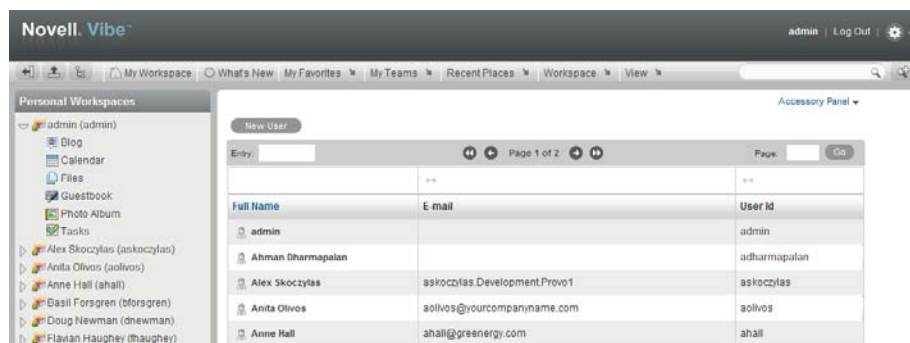 Novell. Vibe™
admin | Log Out |
My Workspace What's New My Favorites My Teams Recent Places Workspace View
Personal Workspaces
admin (admin)
Blog
Calendar
Files
Guestbook
Photo Album
Tasks
Alex Skoczylas (askoczylas)
Anita Olivos (aolivos)
Anne Hall (ahall)
Basil Forsgren (bforsgren)
Doug Newman (dnewman)
Flavian Haughey (fhaughey)
Accessory Panel
New User
Entry: Page 1 of 2 Page: Go
Full Name E-mail User Id
admin admin
Ahman Dharmapalan adharmapalan
Alex Skoczylas askoczylas.Development.Provo1 askoczylas
Anita Olivos aolivos@yourcompanyname.com aolivos
Anne Hall ahall@greenergy.com ahall